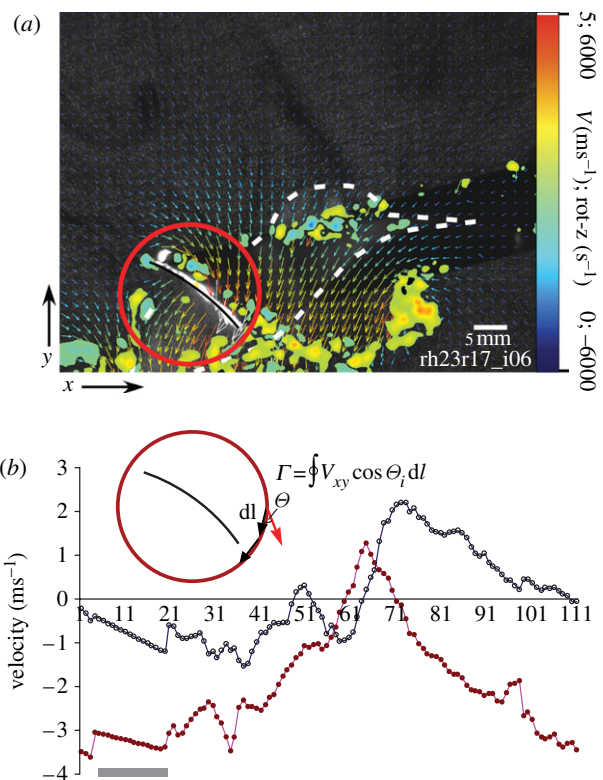 (a)
5; 6000
V (ms⁻¹); rot-z (s⁻¹)
0; –6000
y
x
5 mm
rh23r17_i06
(b)
Γ = ∮ V_xy cos Θ_i dl
dl
Θ
velocity (ms⁻¹)
3
2
1
0
–1
–2
–3
–4
1 11 21 31 41 51 61 71 81 91 101 111